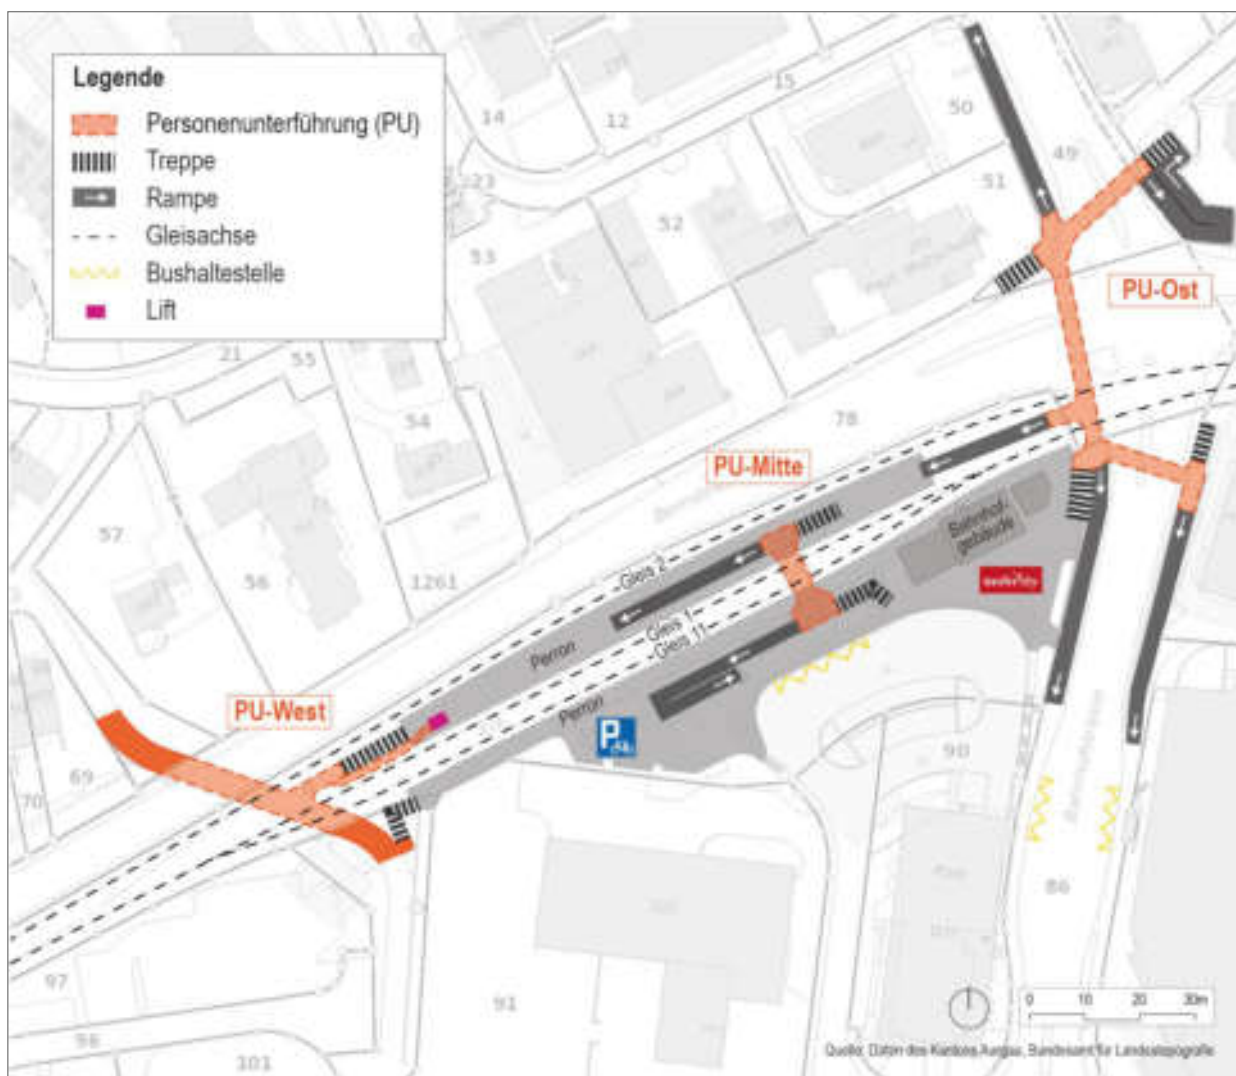 Legende
Personenunterführung (PU)
Treppe
Rampe
Gleisachse
Bushaltestelle
Lift
14
12
15
50
49
51
23
52
53
21
55
54
78
57
56
1261
PU-Ost
PU-Mitte
Bahnhof-
gebäude
Gleis 2
Gleis 1
Gleis 11
Perron
Perron
PU-West
P
69
70
90
86
97
96
91
101
0 10 20 30m
Quelle: Daten des Kantons Aargau, Bundesamt für Landestopografie